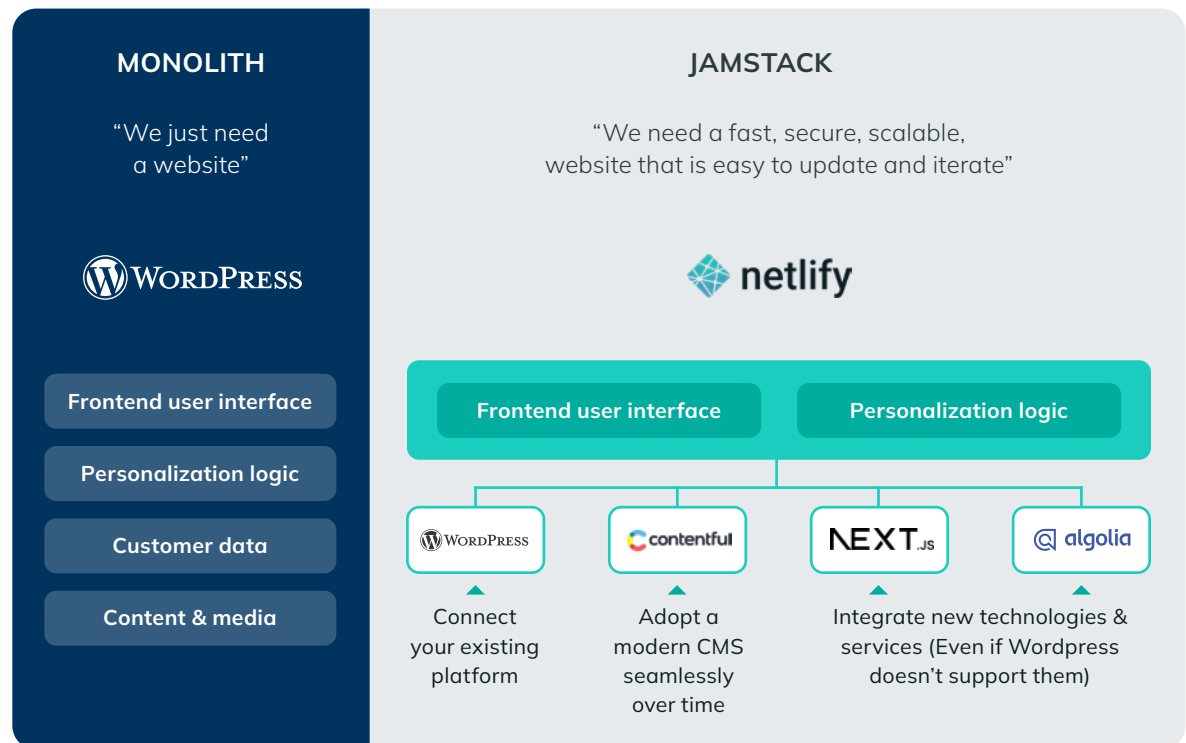 MONOLITH
“We just need
a website”
WORDPRESS
Frontend user interface
Personalization logic
Customer data
Content & media
JAMSTACK
“We need a fast, secure, scalable,
website that is easy to update and iterate”
netlify
Frontend user interface
Personalization logic
WORDPRESS
contentful
NEXT.JS
algolia
Connect
your existing
platform
Adopt a
modern CMS
seamlessly
over time
Integrate new technologies &
services (Even if Wordpress
doesn’t support them)